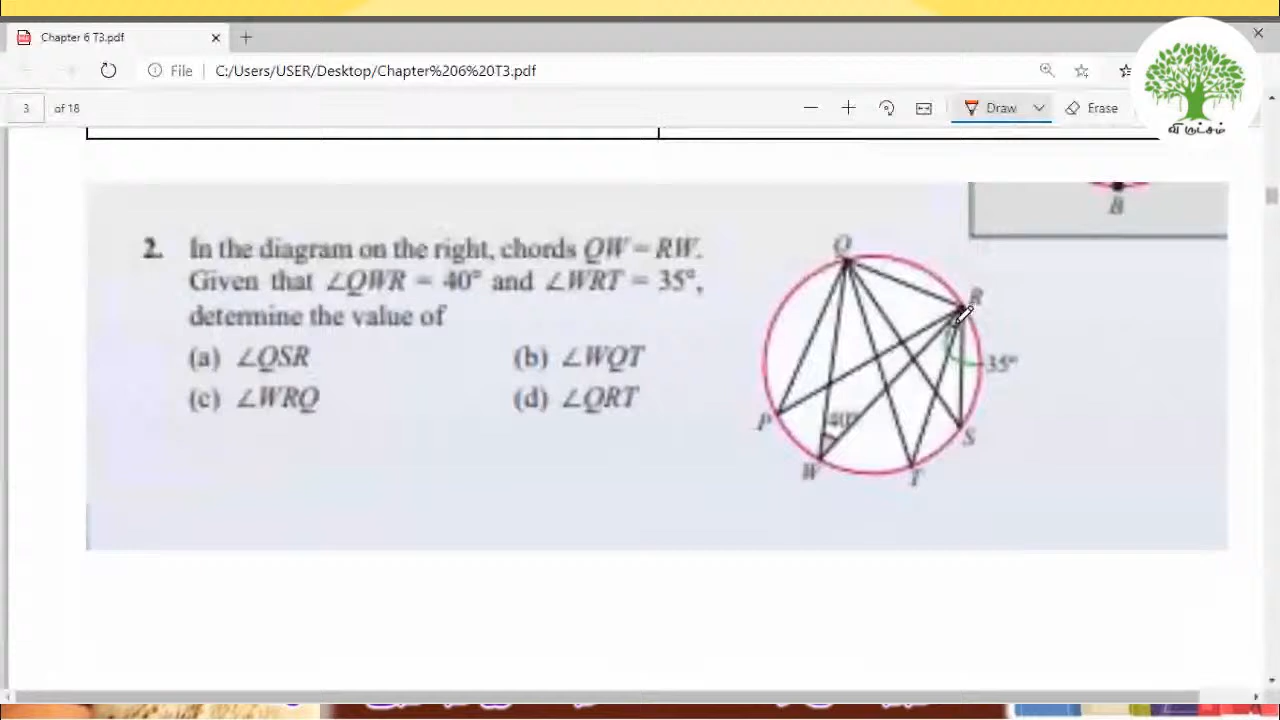 Chapter 6 T3.pdf
File C:/Users/USER/Desktop/Chapter%206%20T3.pdf
3 of 18
Draw
Erase
விருட்சம்
B
2. In the diagram on the right, chords QW = RW.
Given that ∠QWR = 40° and ∠WRT = 35°,
determine the value of
(a) ∠QSR (b) ∠WQT
(c) ∠WRQ (d) ∠QRT
Q
R
35°
P
40°
S
W
T